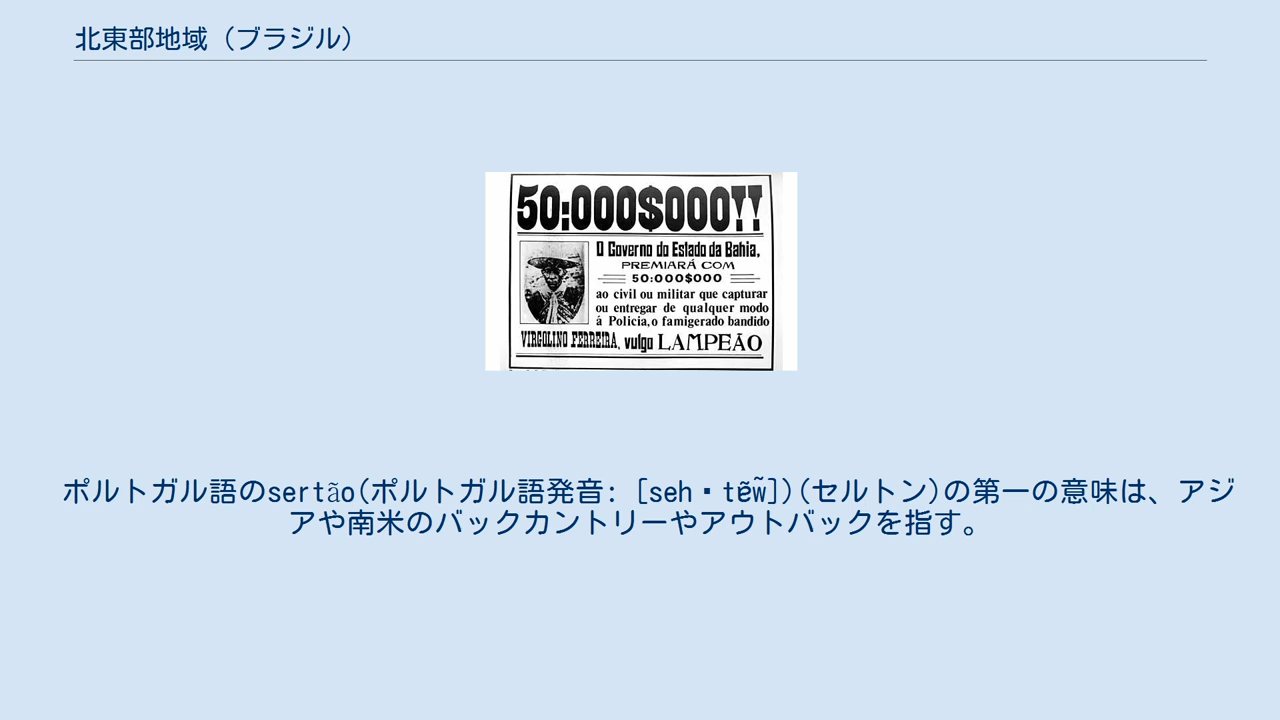 北東部地域（ブラジル）
50:000$000!!
O Governo do Estado da Bahia,
PREMIARÁ COM
50:000$000
ao civil ou militar que capturar
ou entregar de qualquer modo
á Policia, o famigerado bandido
VIRGOLINO FERREIRA, vulgo LAMPEÃO
ポルトガル語のsertão(ポルトガル語発音: [seh·tɐ̃w̃])(セルトン)の第一の意味は、アジ
アや南米のバックカントリーやアウトバックを指す。